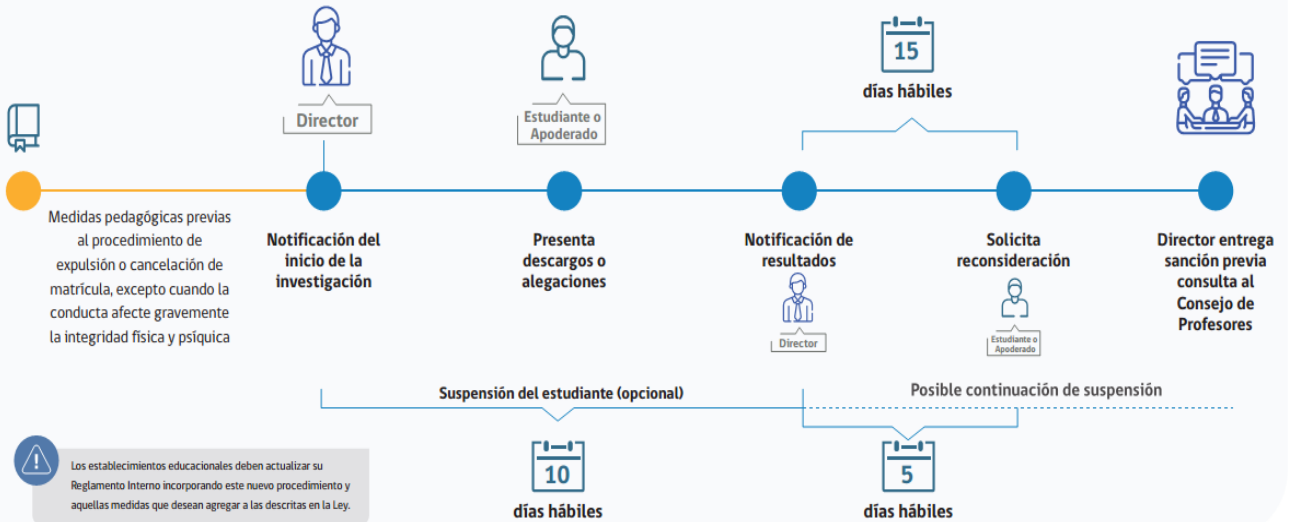 15
días hábiles
Director
Estudiante o
Apoderado
Medidas pedagógicas previas
al procedimiento de
expulsión o cancelación de
matrícula, excepto cuando la
conducta afecte gravemente
la integridad física y psíquica
Notificación del
inicio de la
investigación
Presenta
descargos o
alegaciones
Notificación de
resultados
Director
Solicita
reconsideración
Estudiante o
Apoderado
Director entrega
sanción previa
consulta al
Consejo de
Profesores
Suspensión del estudiante (opcional)
Posible continuación de suspensión
10
días hábiles
5
días hábiles
Los establecimientos educacionales deben actualizar su
Reglamento Interno incorporando este nuevo procedimiento y
aquellas medidas que desean agregar a las descritas en la Ley.